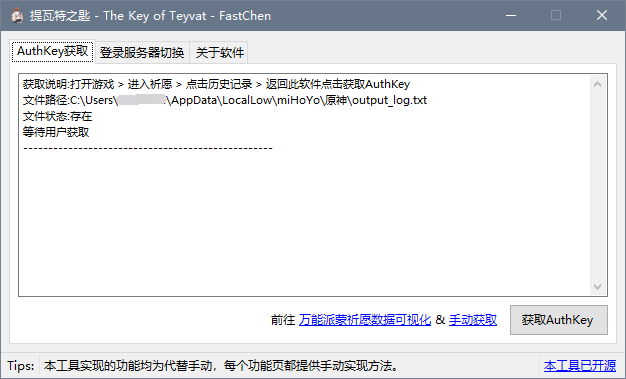 提瓦特之匙 - The Key of Teyvat - FastChen
AuthKey获取 登录服务器切换 关于软件
获取说明:打开游戏 > 进入祈愿 > 点击历史记录 > 返回此软件点击获取AuthKey
文件路径:C:\Users\ \AppData\LocalLow\miHoYo\原神\output_log.txt
文件状态:存在
等待用户获取
--------------------------------------------------
前往 万能派蒙祈愿数据可视化 & 手动获取 获取AuthKey
Tips: 本工具实现的功能均为代替手动，每个功能页都提供手动实现方法。 本工具已开源